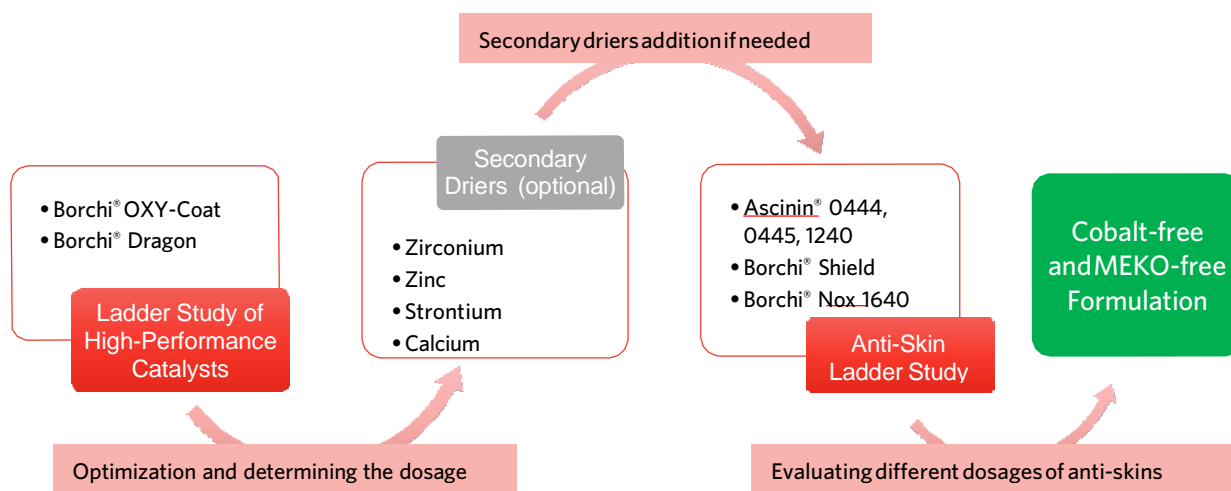 Secondary driers addition if needed
• Borchi® OXY-Coat
• Borchi® Dragon
Ladder Study of
High-Performance
Catalysts
Optimization and determining the dosage
Secondary
Driers (optional)
• Zirconium
• Zinc
• Strontium
• Calcium
• Ascinin® 0444,
0445, 1240
• Borchi® Shield
• Borchi® Nox 1640
Anti-Skin
Ladder Study
Evaluating different dosages of anti-skins
Cobalt-free
and MEKO-free
Formulation